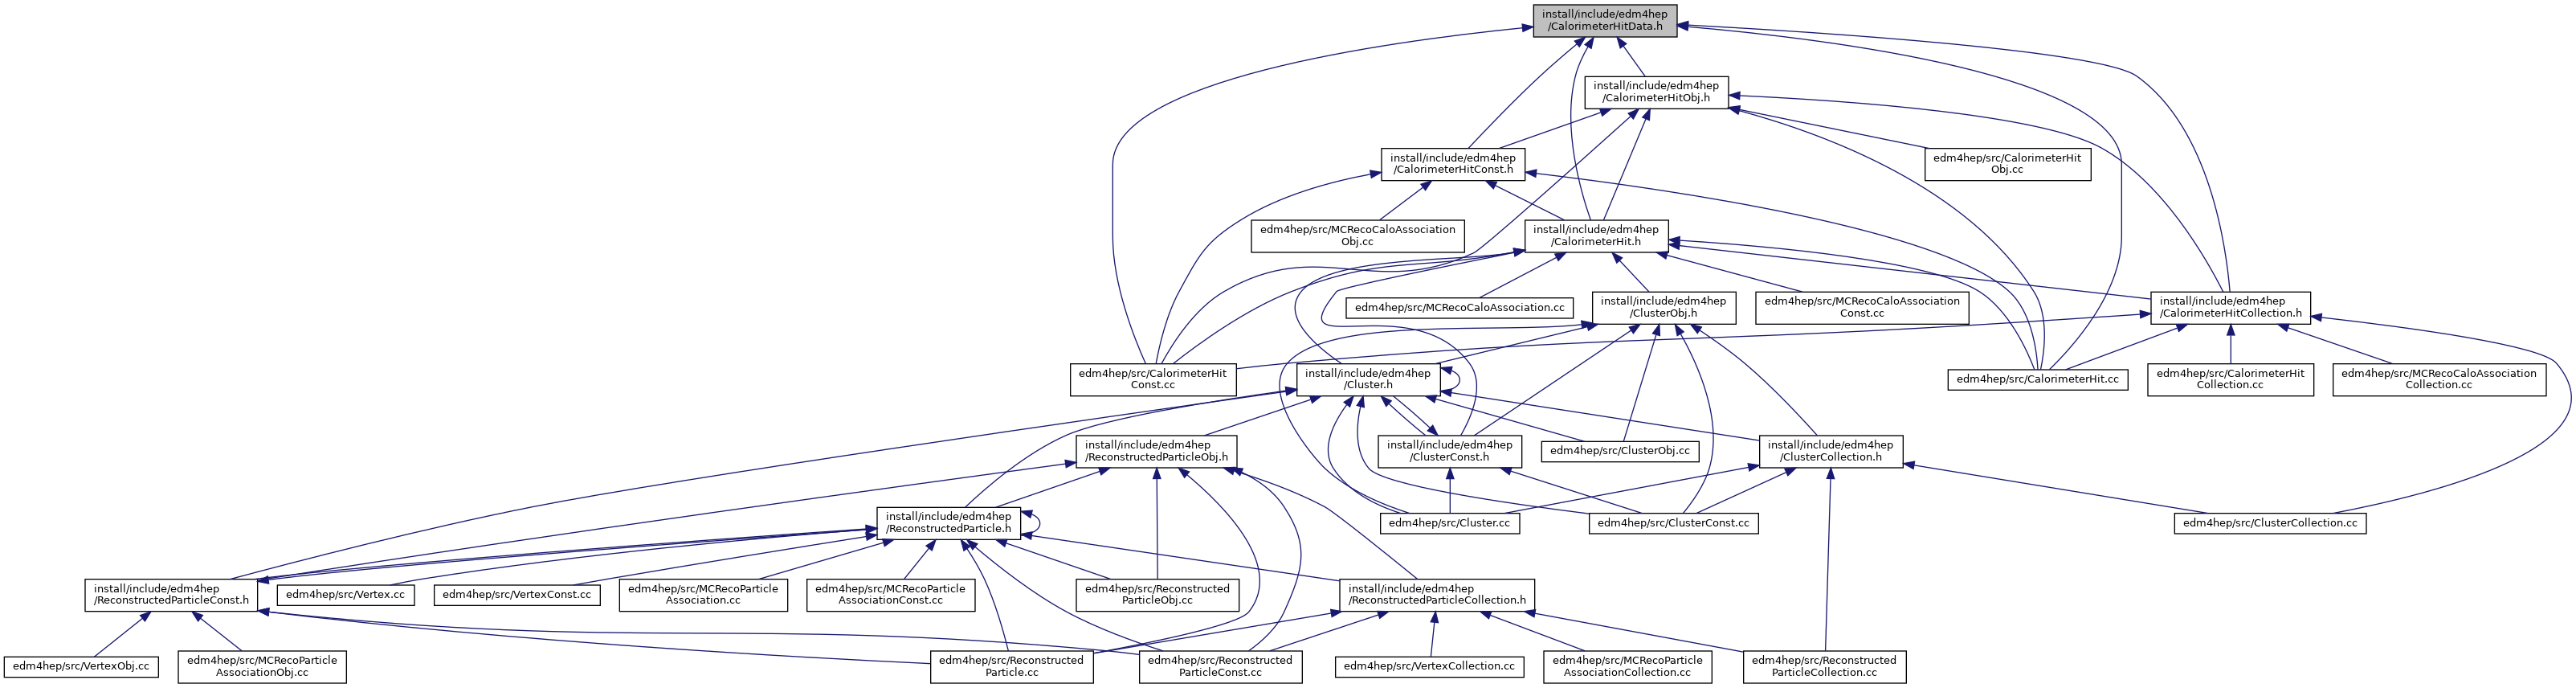 install/include/edm4hep
/CalorimeterHitData.h
install/include/edm4hep
/CalorimeterHitObj.h
install/include/edm4hep
/CalorimeterHitConst.h
edm4hep/src/CalorimeterHit
Obj.cc
edm4hep/src/MCRecoCaloAssociation
Obj.cc
install/include/edm4hep
/CalorimeterHit.h
edm4hep/src/MCRecoCaloAssociation.cc
install/include/edm4hep
/ClusterObj.h
edm4hep/src/MCRecoCaloAssociation
Const.cc
install/include/edm4hep
/CalorimeterHitCollection.h
edm4hep/src/CalorimeterHit
Const.cc
install/include/edm4hep
/Cluster.h
edm4hep/src/CalorimeterHit.cc
edm4hep/src/CalorimeterHit
Collection.cc
edm4hep/src/MCRecoCaloAssociation
Collection.cc
install/include/edm4hep
/ReconstructedParticleObj.h
install/include/edm4hep
/ClusterConst.h
edm4hep/src/ClusterObj.cc
install/include/edm4hep
/ClusterCollection.h
install/include/edm4hep
/ReconstructedParticle.h
edm4hep/src/Cluster.cc
edm4hep/src/ClusterConst.cc
edm4hep/src/ClusterCollection.cc
install/include/edm4hep
/ReconstructedParticleConst.h
edm4hep/src/Vertex.cc
edm4hep/src/VertexConst.cc
edm4hep/src/MCRecoParticle
Association.cc
edm4hep/src/MCRecoParticle
AssociationConst.cc
edm4hep/src/Reconstructed
ParticleObj.cc
install/include/edm4hep
/ReconstructedParticleCollection.h
edm4hep/src/VertexObj.cc
edm4hep/src/MCRecoParticle
AssociationObj.cc
edm4hep/src/Reconstructed
Particle.cc
edm4hep/src/Reconstructed
ParticleConst.cc
edm4hep/src/VertexCollection.cc
edm4hep/src/MCRecoParticle
AssociationCollection.cc
edm4hep/src/Reconstructed
ParticleCollection.cc